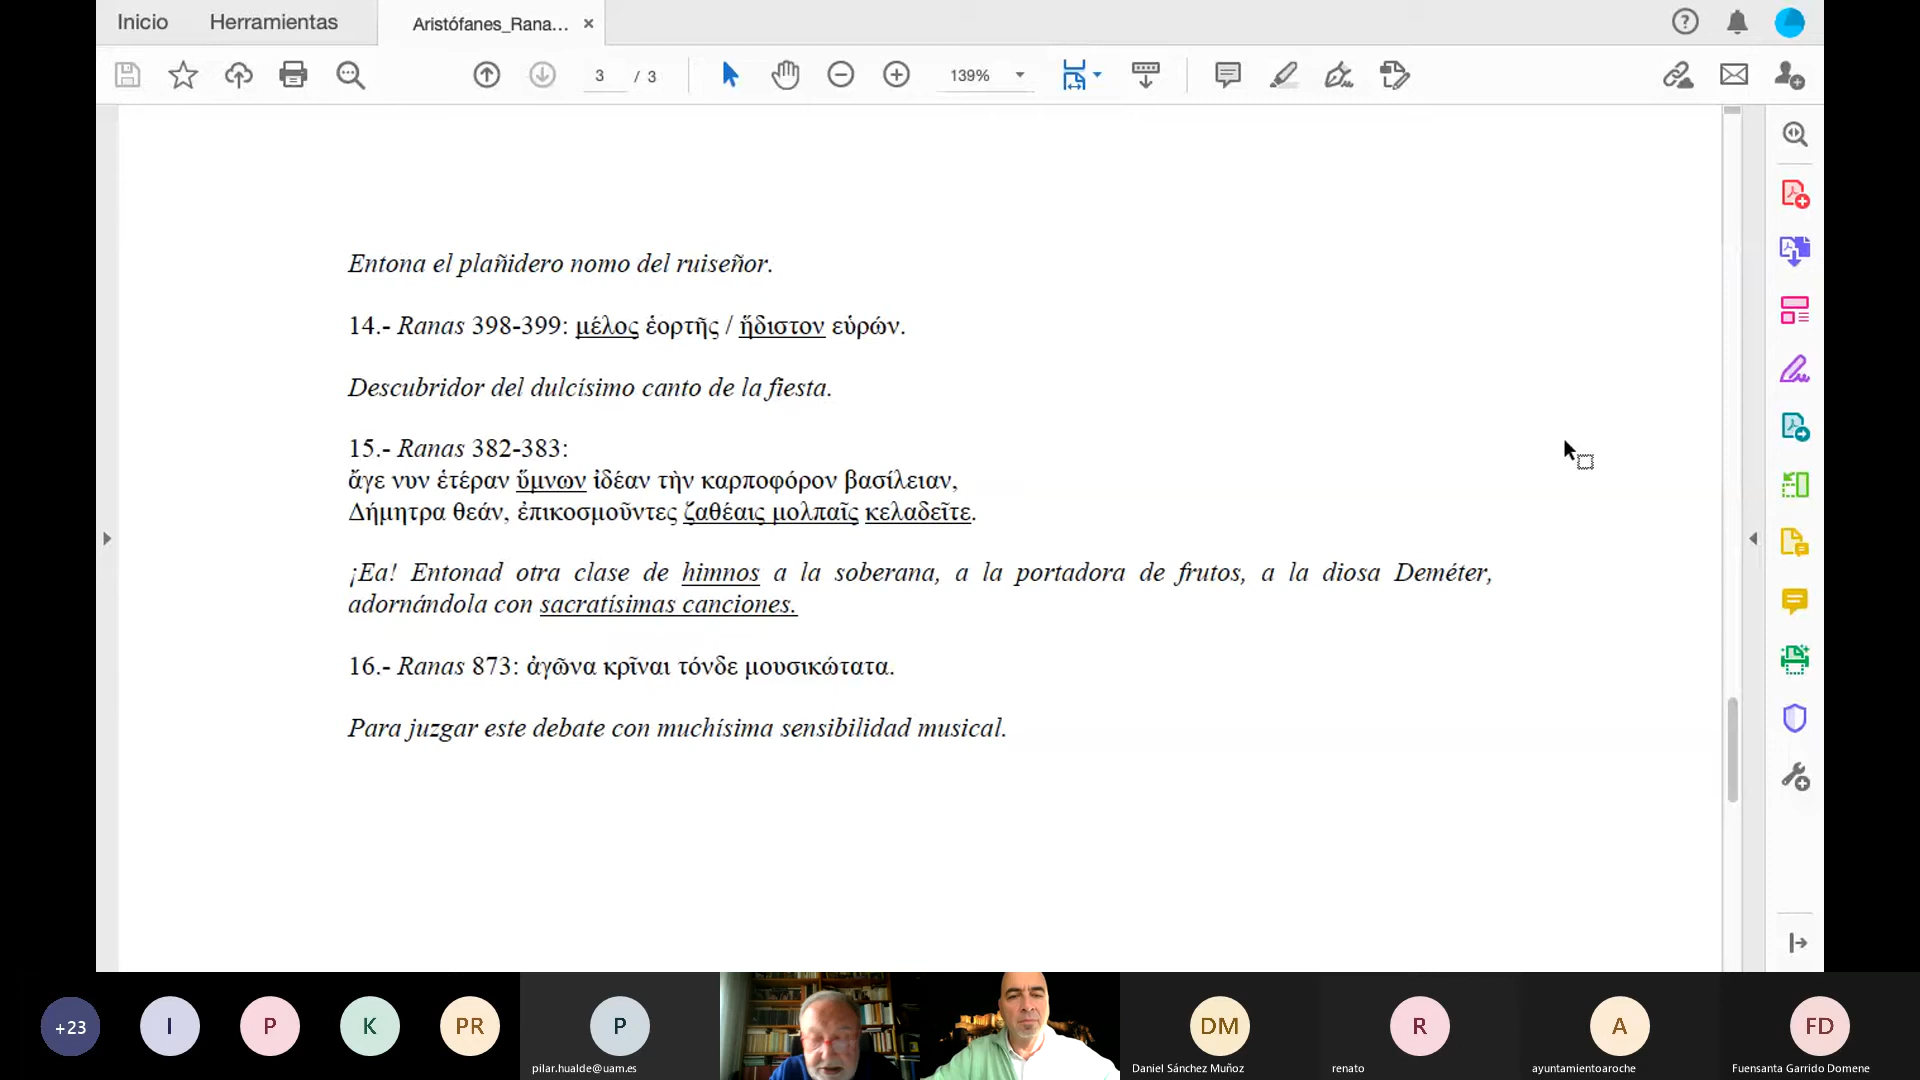 Inicio
Herramientas
Aristófanes_Rana...
3 / 3
139%
Entona el plañidero nomo del ruiseñor.
14.- Ranas 398-399: μέλος ἑορτῆς / ἥδιστον εὑρών.
Descubridor del dulcísimo canto de la fiesta.
15.- Ranas 382-383:
ἄγε νυν ἑτέραν ὕμνων ἰδέαν τὴν καρποφόρον βασίλειαν,
Δήμητρα θεάν, ἐπικοσμοῦντες ζαθέαις μολπαῖς κελαδεῖτε.
¡Ea! Entonad otra clase de himnos a la soberana, a la portadora de frutos, a la diosa Deméter,
adornándola con sacratísimas canciones.
16.- Ranas 873: ἀγῶνα κρῖναι τόνδε μουσικώτατα.
Para juzgar este debate con muchísima sensibilidad musical.
+23
I
P
K
PR
P
DM
R
A
FD
pilar.hualde@uam.es
Daniel Sánchez Muñoz
renato
ayuntamientoaroche
Fuensanta Garrido Domene